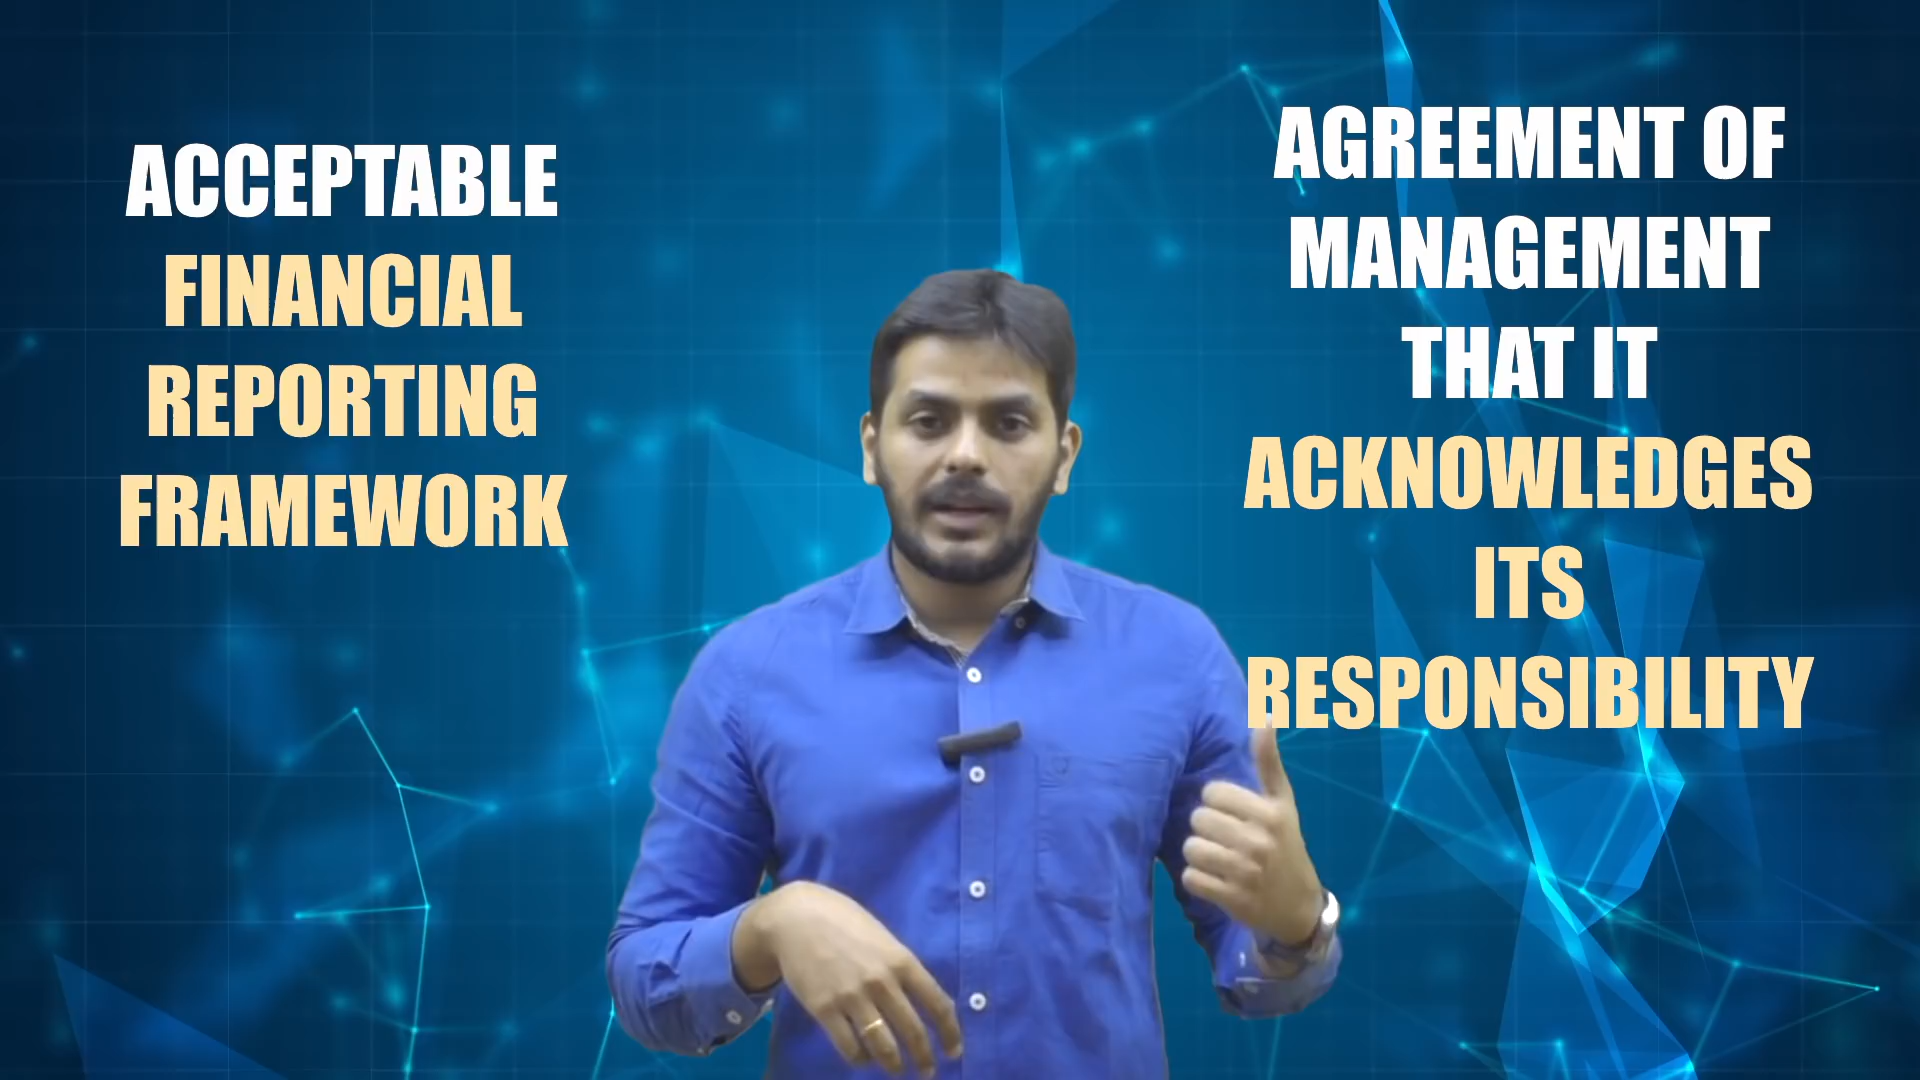 ACCEPTABLE
FINANCIAL
REPORTING
FRAMEWORK
AGREEMENT OF
MANAGEMENT
THAT IT
ACKNOWLEDGES
ITS
RESPONSIBILITY